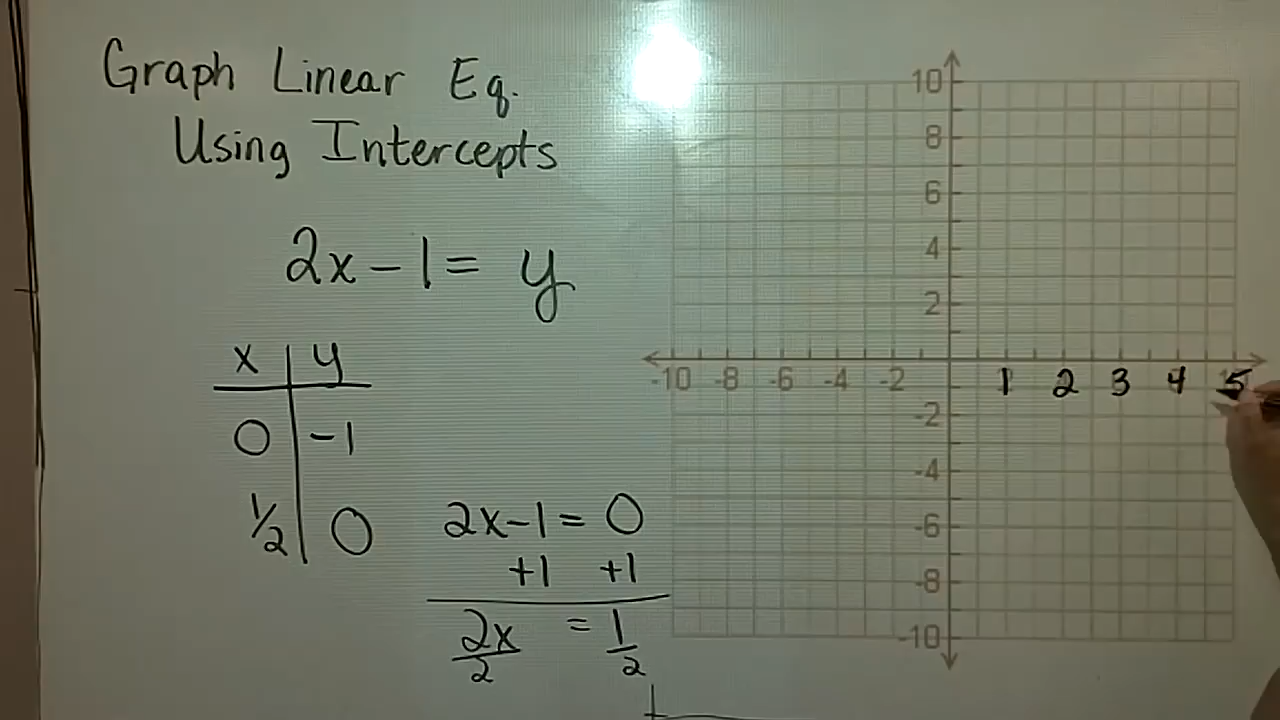 Graph Linear Eq.
Using Intercepts
2x - 1 = y
x | y
0 | -1
1/2 | 0
2x - 1 = 0
+1 +1
2x/2 = 1/2
10
8
6
4
2
-10 -8 -6 -4 -2 1 2 3 4 5
-2
-4
-6
-8
-10